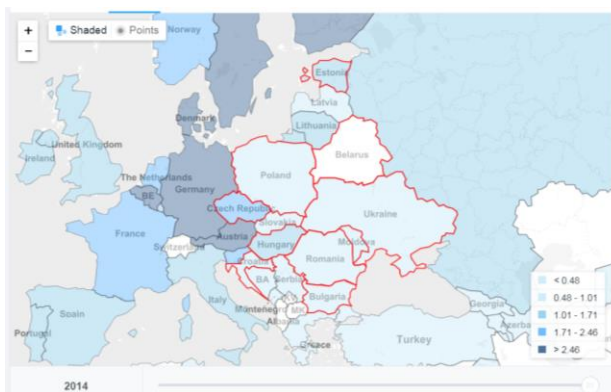 +
−
Shaded Points
Norway
Estonia
Latvia
Denmark
Lithuania
Ireland
United Kingdom
Belarus
The Netherlands
BE
Germany
Poland
Czech Republic
Ukraine
Slovakia
France
Austria
Switzerland
Hungary
Moldova
Croatia
Romania
BA
Serbia
Italy
Montenegro
Bulgaria
MK
Albania
Spain
Portugal
Greece
Turkey
Georgia
Azerba
< 0.48
0.48 - 1.01
1.01 - 1.71
1.71 - 2.46
> 2.46
2014